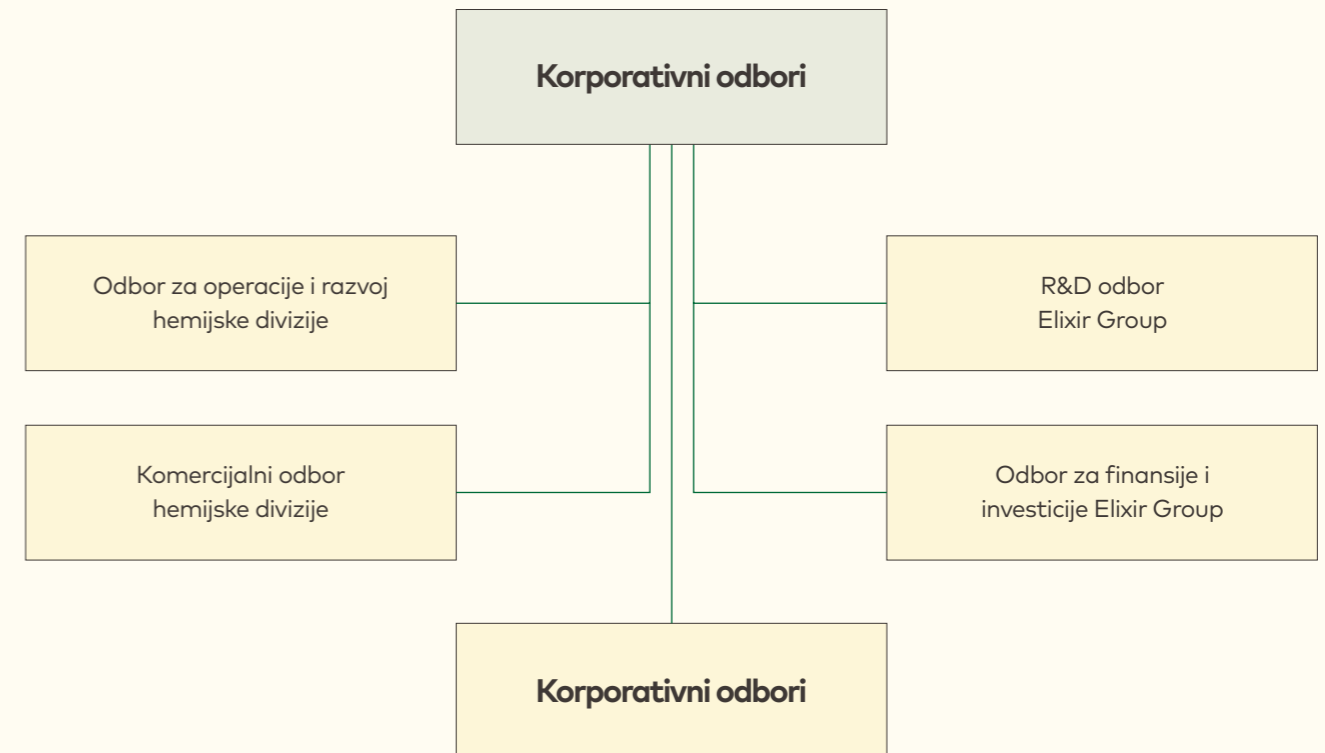 Korporativni odbori
Odbor za operacije i razvoj
hemijske divizije
R&D odbor
Elixir Group
Komercijalni odbor
hemijske divizije
Odbor za finansije i
investicije Elixir Group
Korporativni odbori